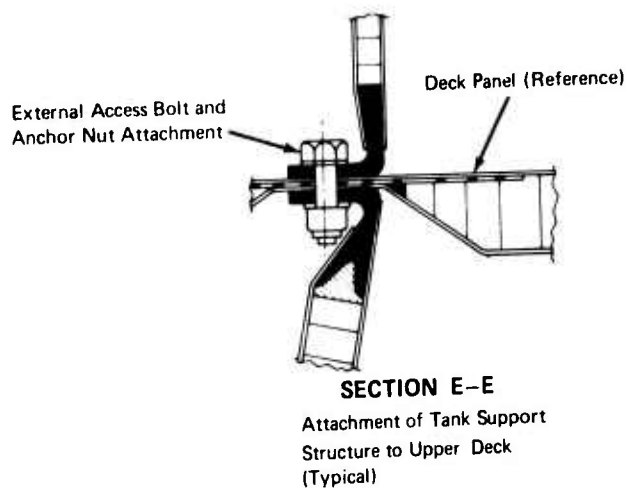 Deck Panel (Reference)
External Access Bolt and
Anchor Nut Attachment
SECTION E-E
Attachment of Tank Support
Structure to Upper Deck
(Typical)